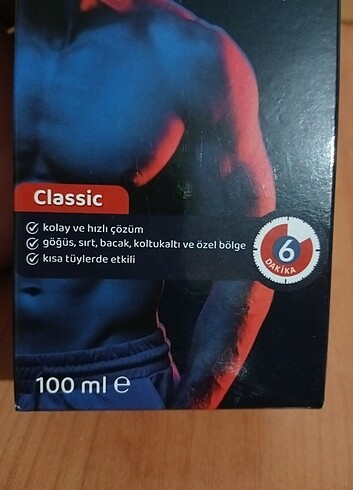 Classic
kolay ve hızlı çözüm
göğüs, sırt, bacak, koltukaltı ve özel bölge
kısa tüylerde etkili
6
DAKİKA
100 ml ℮